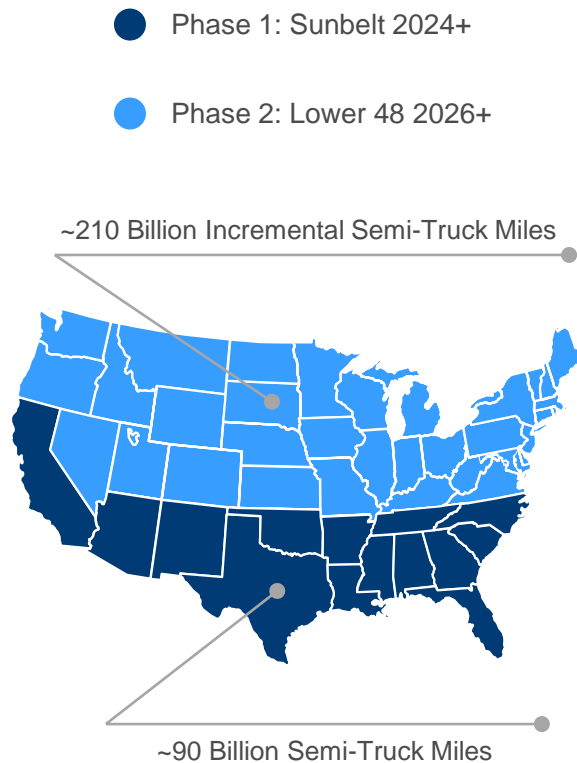 Phase 1: Sunbelt 2024+
Phase 2: Lower 48 2026+
~210 Billion Incremental Semi-Truck Miles
~90 Billion Semi-Truck Miles